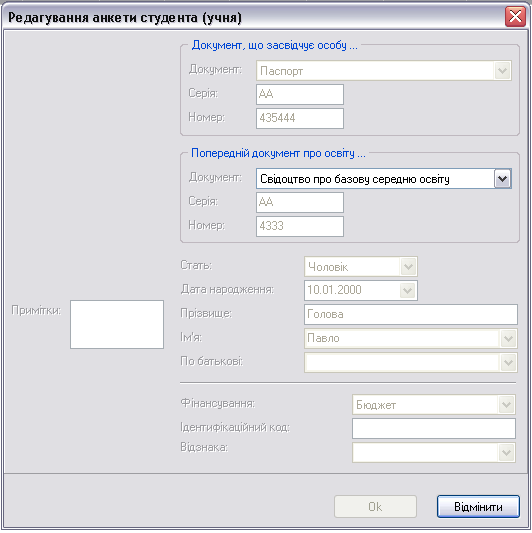 Редагування анкети студента (учня)
Документ, що засвідчує особу ...
Документ: Паспорт
Серія: АА
Номер: 435444
Попередній документ про освіту ...
Документ: Свідоцтво про базову середню освіту
Серія: АА
Номер: 4333
Стать: Чоловік
Дата народження: 10.01.2000
Примітки:
Прізвище: Голова
Ім'я: Павло
По батькові:
Фінансування: Бюджет
Ідентифікаційний код:
Відзнака:
Ok Відмінити